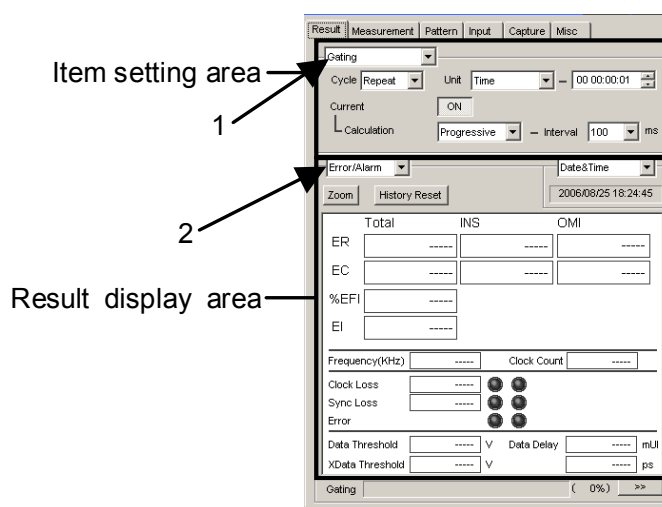 Result Measurement Pattern Input Capture Misc
Gating
Item setting area
Cycle Repeat Unit Time – 00 00:00:01
Current ON
1
Calculation Progressive – Interval 100 ms
Error/Alarm Date&Time
Zoom History Reset 2006/08/25 18:24:45
2
Total INS OMI
ER ----- ----- -----
EC ----- ----- -----
Result display area
%EFI -----
EI -----
Frequency(KHz) ----- Clock Count -----
Clock Loss -----
Sync Loss -----
Error
Data Threshold ----- V Data Delay ----- mUI
XData Threshold ----- V ----- ps
Gating ( 0%) >>